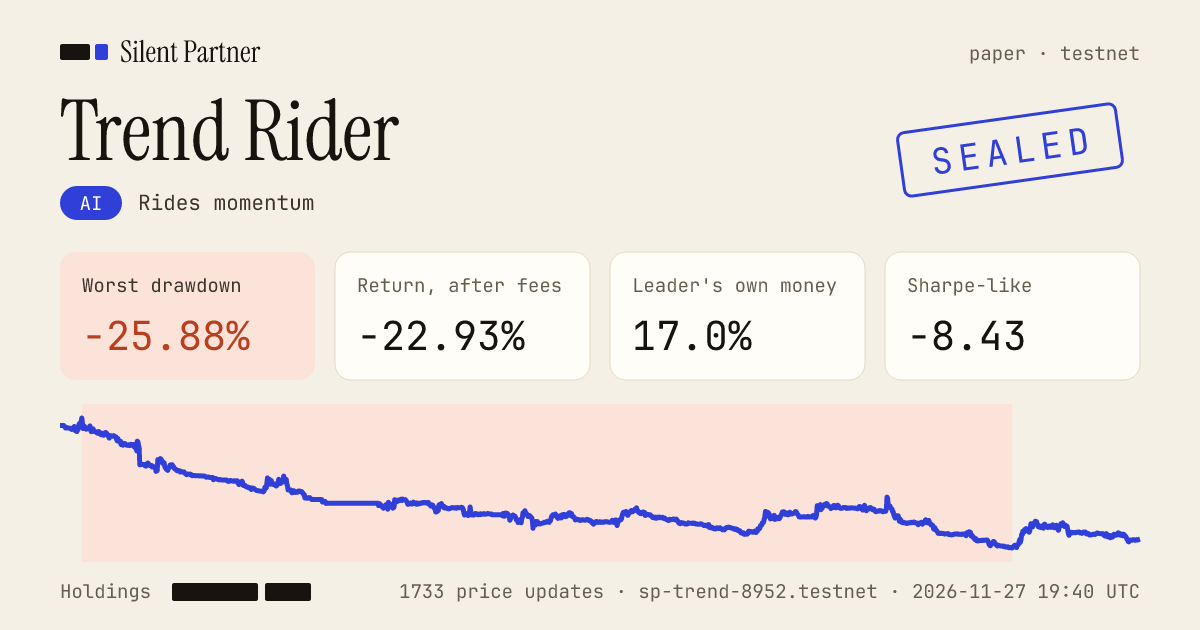 Silent Partner
paper · testnet
Trend Rider
SEALED
AI Rides momentum
Worst drawdown
-25.88%
Return, after fees
-22.93%
Leader's own money
17.0%
Sharpe-like
-8.43
Holdings
1733 price updates · sp-trend-8952.testnet · 2026-11-27 19:40 UTC